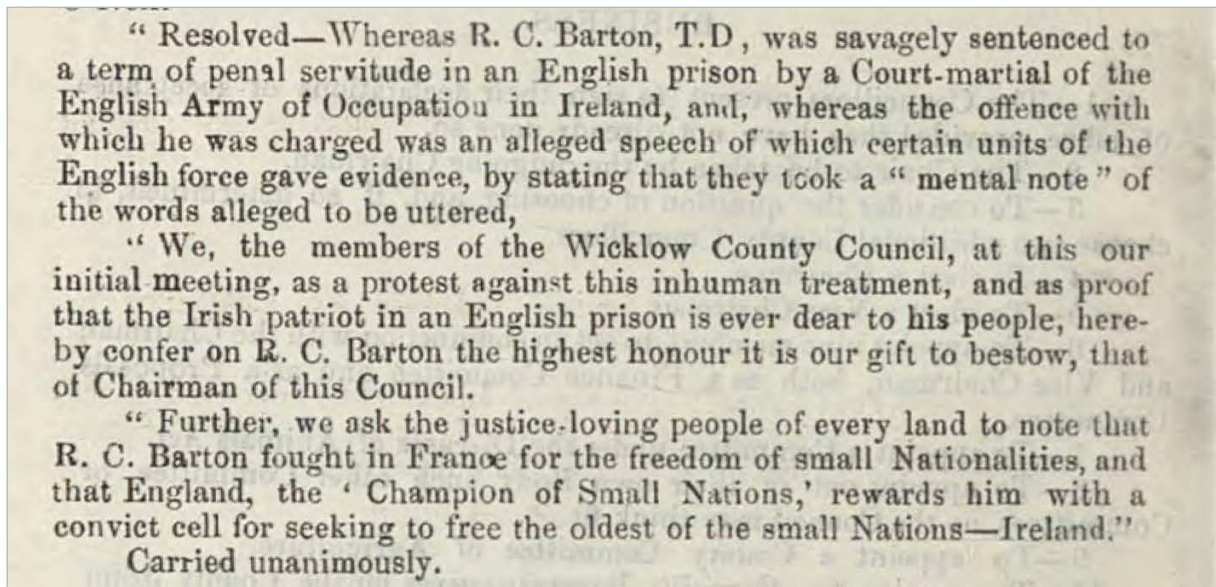 “ Resolved—Whereas R. C. Barton, T.D , was savagely sentenced to
a term of penal servitude in an English prison by a Court-martial of the
English Army of Occupation in Ireland, and, whereas the offence with
which he was charged was an alleged speech of which certain units of the
English force gave evidence, by stating that they took a “ mental note ” of
the words alleged to be uttered,
“ We, the members of the Wicklow County Council, at this our
initial meeting, as a protest against this inhuman treatment, and as proof
that the Irish patriot in an English prison is ever dear to his people, here-
by confer on R. C. Barton the highest honour it is our gift to bestow, that
of Chairman of this Council.
“ Further, we ask the justice-loving people of every land to note that
R. C. Barton fought in France for the freedom of small Nationalities, and
that England, the ‘ Champion of Small Nations,’ rewards him with a
convict cell for seeking to free the oldest of the small Nations—Ireland.”
Carried unanimously.